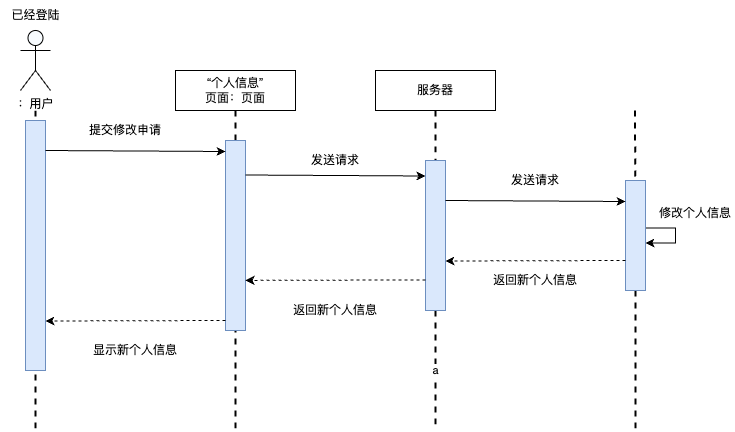 已经登陆
：用户
“个人信息”
页面：页面
服务器
提交修改申请
发送请求
发送请求
修改个人信息
返回新个人信息
返回新个人信息
显示新个人信息
a